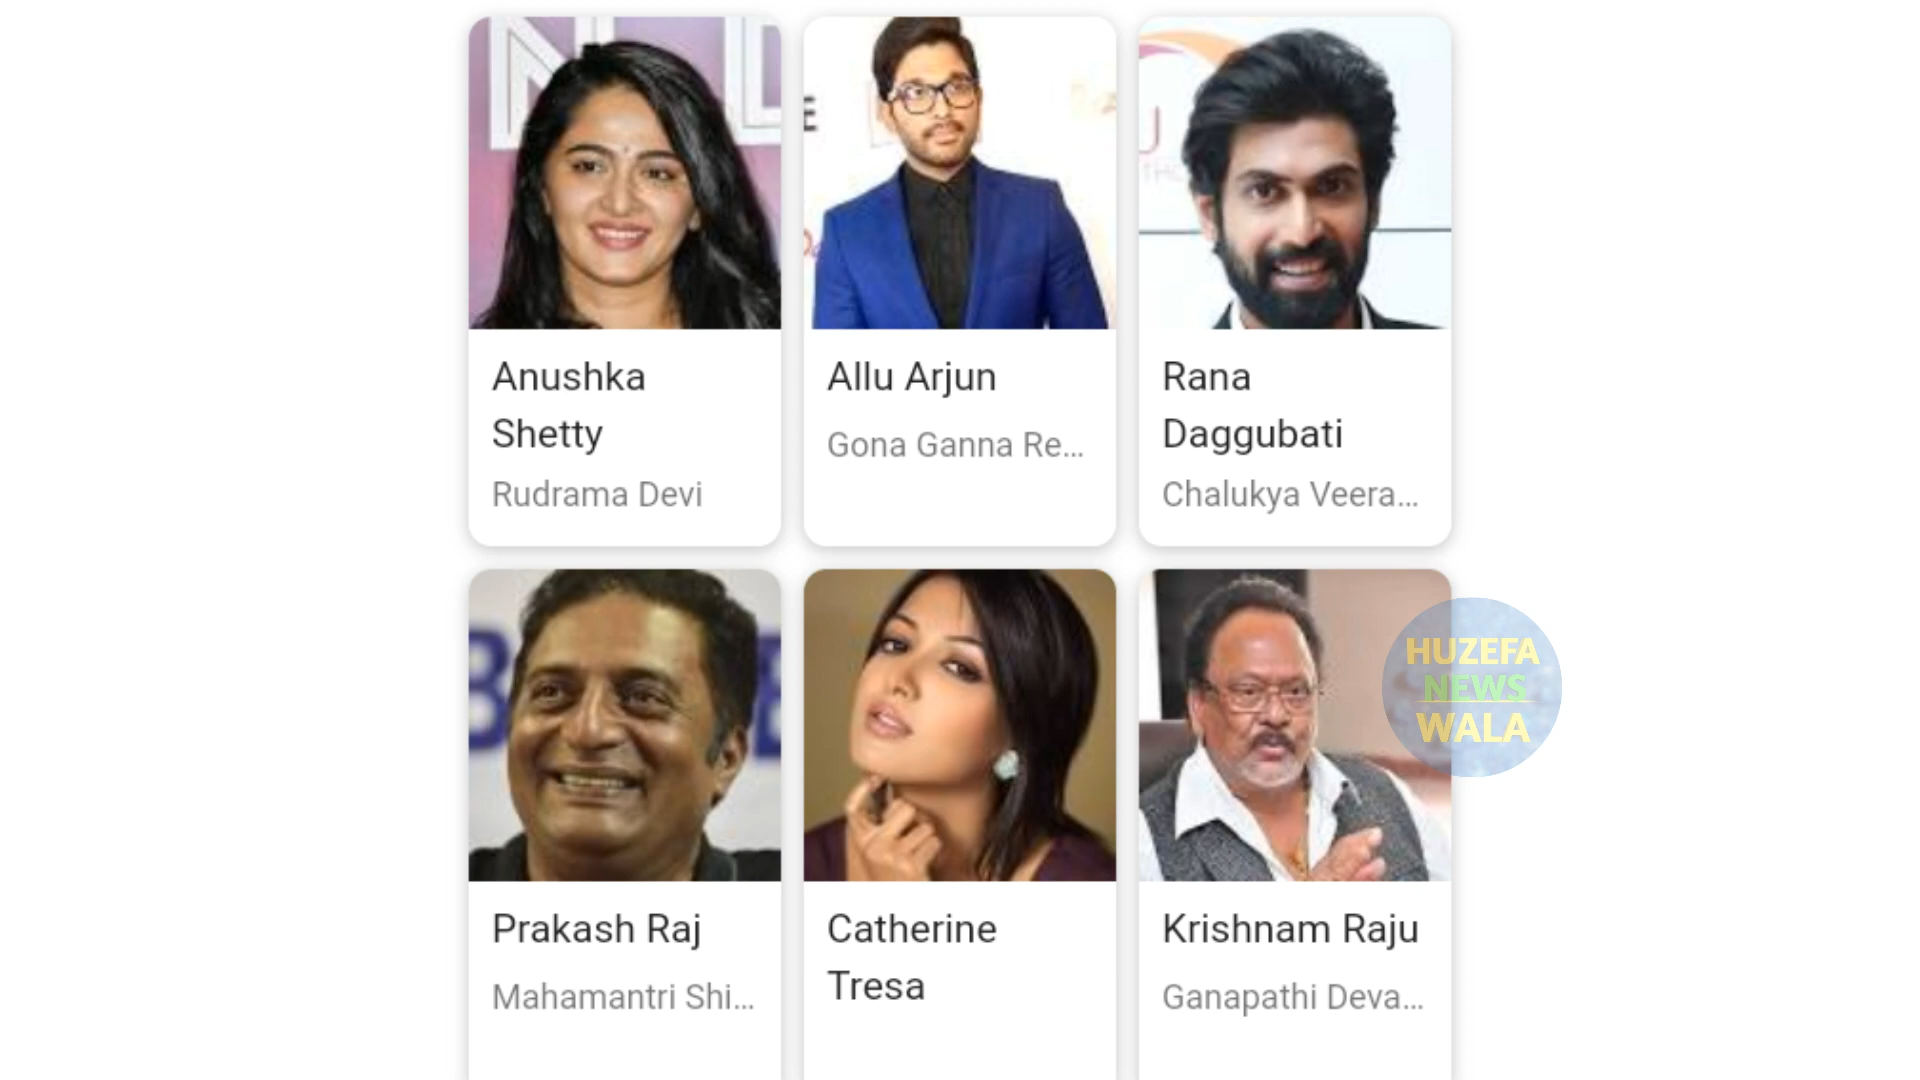 Anushka
Shetty
Rudrama Devi
Allu Arjun
Gona Ganna Re...
Rana
Daggubati
Chalukya Veera...
Prakash Raj
Mahamantri Shi...
Catherine
Tresa
Krishnam Raju
Ganapathi Deva...
HUZEFA
NEWS
WALA